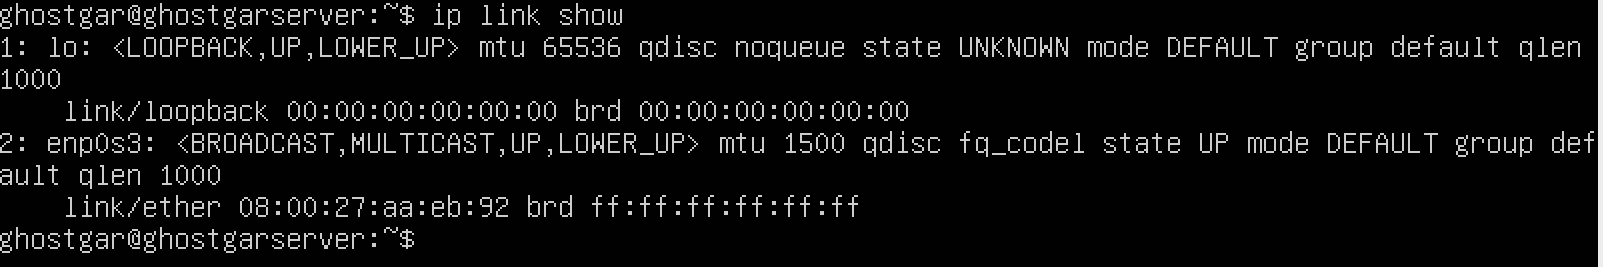 ghostgar@ghostgarserver:~$ ip link show
1: lo: <LOOPBACK,UP,LOWER_UP> mtu 65536 qdisc noqueue state UNKNOWN mode DEFAULT group default qlen
1000
    link/loopback 00:00:00:00:00:00 brd 00:00:00:00:00:00
2: enp0s3: <BROADCAST,MULTICAST,UP,LOWER_UP> mtu 1500 qdisc fq_codel state UP mode DEFAULT group def
ault qlen 1000
    link/ether 08:00:27:aa:eb:92 brd ff:ff:ff:ff:ff:ff
ghostgar@ghostgarserver:~$